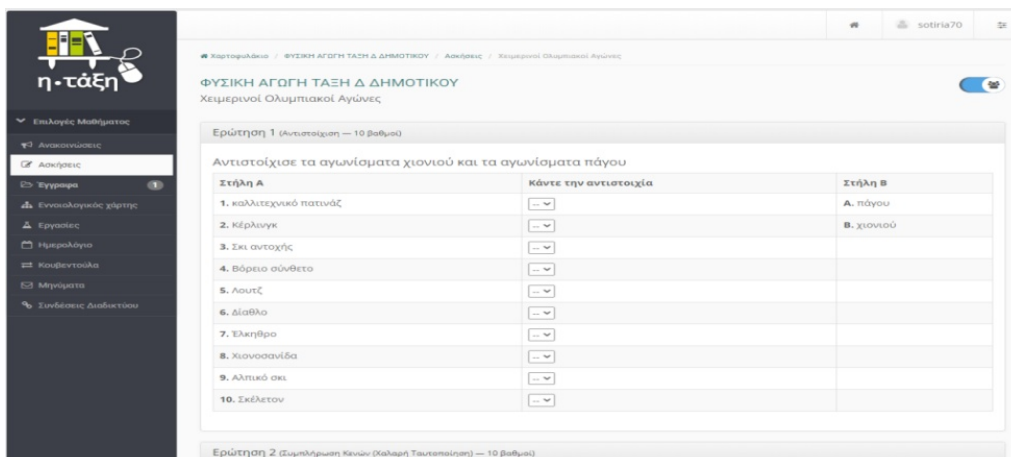 sotiria70
η·τάξη
Χαρτοφυλάκιο / ΦΥΣΙΚΗ ΑΓΩΓΗ ΤΑΞΗ Δ ΔΗΜΟΤΙΚΟΥ / Ασκήσεις / Χειμερινοί Ολυμπιακοί Αγώνες
ΦΥΣΙΚΗ ΑΓΩΓΗ ΤΑΞΗ Δ ΔΗΜΟΤΙΚΟΥ
Χειμερινοί Ολυμπιακοί Αγώνες
Επιλογές Μαθήματος
Ανακοινώσεις
Ασκήσεις
Έγγραφα 1
Εννοιολογικός χάρτης
Εργασίες
Ημερολόγιο
Κουβεντούλα
Μηνύματα
Συνδέσεις Διαδικτύου
Ερώτηση 1 (Αντιστοίχιση — 10 βαθμοί)
Αντιστοίχισε τα αγωνίσματα χιονιού και τα αγωνίσματα πάγου
Στήλη Α Κάντε την αντιστοιχία Στήλη Β
1. καλλιτεχνικό πατινάζ ... A. πάγου
2. Κέρλινγκ ... B. χιονιού
3. Σκι αντοχής ...
4. Βόρειο σύνθετο ...
5. Λουτζ ...
6. Δίαθλο ...
7. Έλκηθρο ...
8. Χιονοσανίδα ...
9. Αλπικό σκι ...
10. Σκέλετον ...
Ερώτηση 2 (Συμπλήρωση Κενών (Χαλαρή Ταυτοποίηση) — 10 βαθμοί)